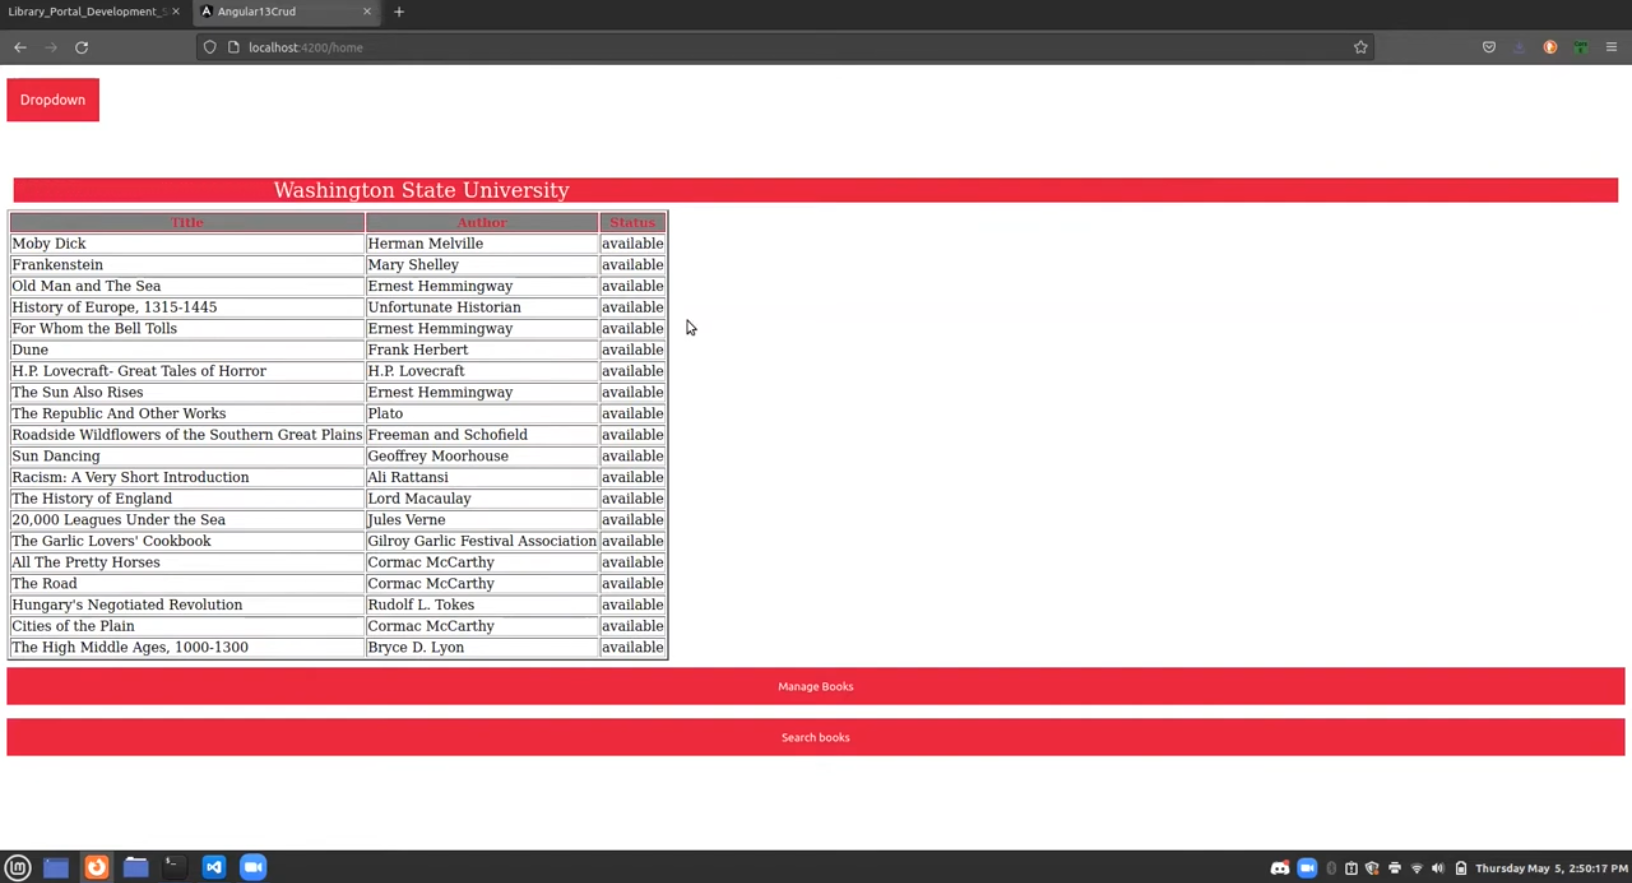 Library_Portal_Development_S
Angular13Crud
localhost:4200/home
Dropdown
Washington State University
Title Author Status
Moby Dick Herman Melville available
Frankenstein Mary Shelley available
Old Man and The Sea Ernest Hemmingway available
History of Europe, 1315-1445 Unfortunate Historian available
For Whom the Bell Tolls Ernest Hemmingway available
Dune Frank Herbert available
H.P. Lovecraft- Great Tales of Horror H.P. Lovecraft available
The Sun Also Rises Ernest Hemmingway available
The Republic And Other Works Plato available
Roadside Wildflowers of the Southern Great Plains Freeman and Schofield available
Sun Dancing Geoffrey Moorhouse available
Racism: A Very Short Introduction Ali Rattansi available
The History of England Lord Macaulay available
20,000 Leagues Under the Sea Jules Verne available
The Garlic Lovers' Cookbook Gilroy Garlic Festival Association available
All The Pretty Horses Cormac McCarthy available
The Road Cormac McCarthy available
Hungary's Negotiated Revolution Rudolf L. Tokes available
Cities of the Plain Cormac McCarthy available
The High Middle Ages, 1000-1300 Bryce D. Lyon available
Manage Books
Search books
Thursday May 5, 2:50:17 PM